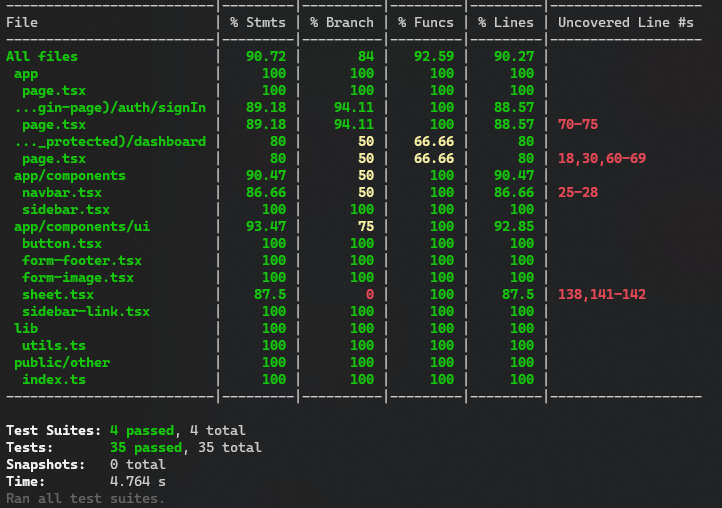 -------------------------|---------|----------|---------|---------|-------------------
File                     | % Stmts | % Branch | % Funcs | % Lines | Uncovered Line #s
-------------------------|---------|----------|---------|---------|-------------------
All files                |   90.72 |       84 |   92.59 |   90.27 |
 app                     |     100 |      100 |     100 |     100 |
  page.tsx               |     100 |      100 |     100 |     100 |
 ...gin-page)/auth/signIn |   89.18 |    94.11 |     100 |   88.57 |
  page.tsx               |   89.18 |    94.11 |     100 |   88.57 | 70-75
 ..._protected)/dashboard |      80 |       50 |   66.66 |      80 |
  page.tsx               |      80 |       50 |   66.66 |      80 | 18,30,60-69
 app/components          |   90.47 |       50 |     100 |   90.47 |
  navbar.tsx             |   86.66 |       50 |     100 |   86.66 | 25-28
  sidebar.tsx            |     100 |      100 |     100 |     100 |
 app/components/ui       |   93.47 |       75 |     100 |   92.85 |
  button.tsx             |     100 |      100 |     100 |     100 |
  form-footer.tsx        |     100 |      100 |     100 |     100 |
  form-image.tsx         |     100 |      100 |     100 |     100 |
  sheet.tsx              |    87.5 |        0 |     100 |    87.5 | 138,141-142
  sidebar-link.tsx       |     100 |      100 |     100 |     100 |
 lib                     |     100 |      100 |     100 |     100 |
  utils.ts               |     100 |      100 |     100 |     100 |
 public/other            |     100 |      100 |     100 |     100 |
  index.ts               |     100 |      100 |     100 |     100 |
-------------------------|---------|----------|---------|---------|-------------------
Test Suites: 4 passed, 4 total
Tests:       35 passed, 35 total
Snapshots:   0 total
Time:        4.764 s
Ran all test suites.